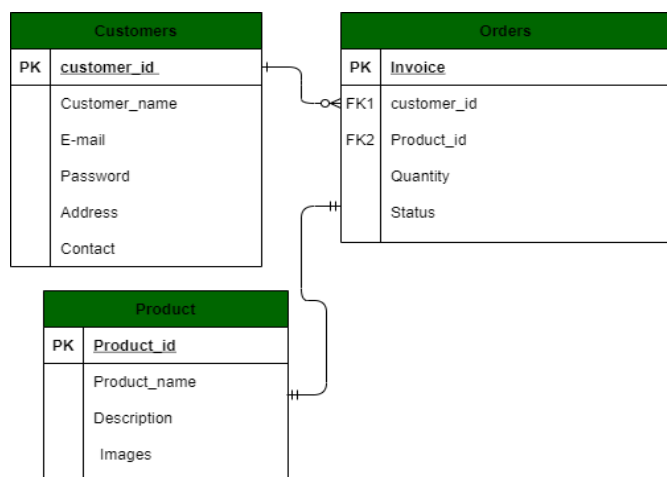 Customers
PK customer_id
Customer_name
E-mail
Password
Address
Contact
Orders
PK Invoice
FK1 customer_id
FK2 Product_id
Quantity
Status
Product
PK Product_id
Product_name
Description
Images